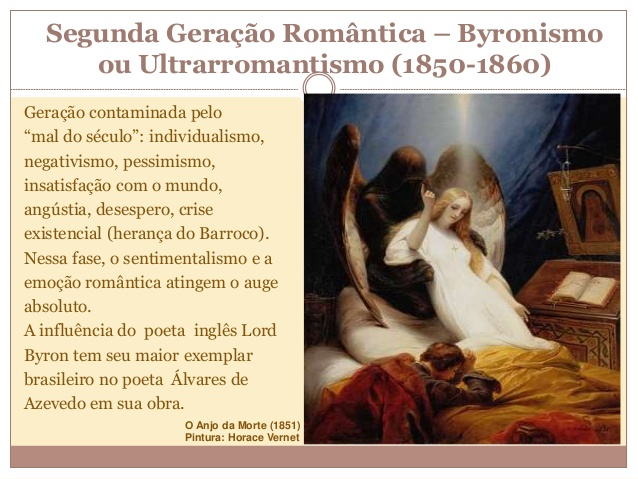 Segunda Geração Romântica – Byronismo
ou Ultrarromantismo (1850-1860)
Geração contaminada pelo
“mal do século”: individualismo,
negativismo, pessimismo,
insatisfação com o mundo,
angústia, desespero, crise
existencial (herança do Barroco).
Nessa fase, o sentimentalismo e a
emoção romântica atingem o auge
absoluto.
A influência do poeta inglês Lord
Byron tem seu maior exemplar
brasileiro no poeta Álvares de
Azevedo em sua obra.
O Anjo da Morte (1851)
Pintura: Horace Vernet